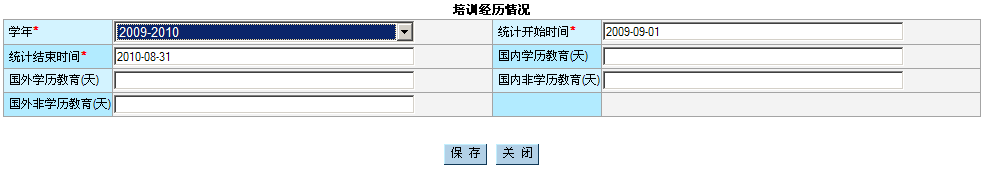 培训经历情况
学年* 2009-2010 统计开始时间* 2009-09-01
统计结束时间* 2010-08-31 国内学历教育(天)
国外学历教育(天) 国内非学历教育(天)
国外非学历教育(天)
保 存 关 闭